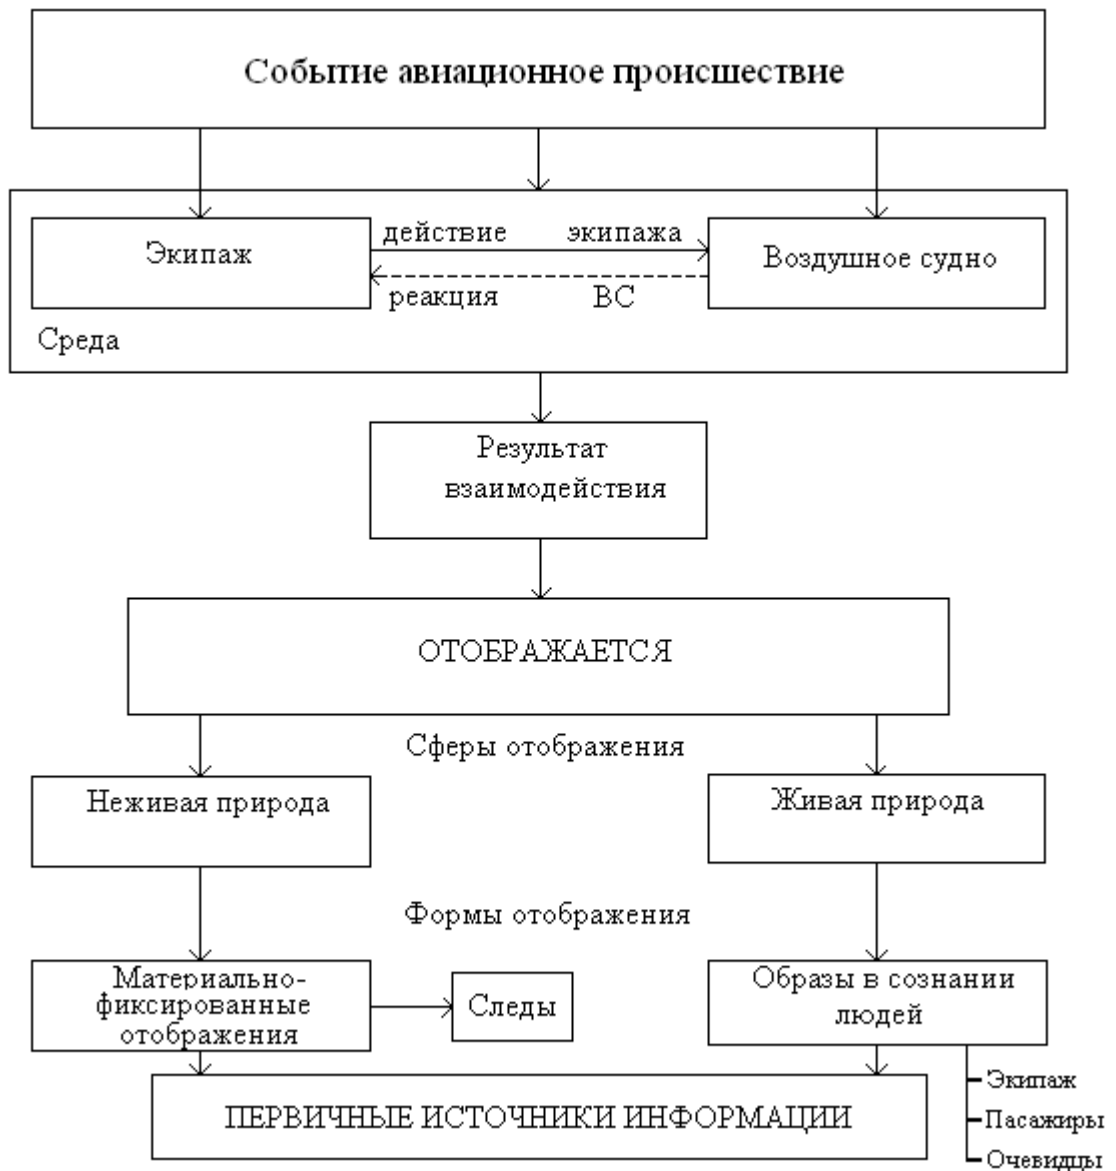 Событие авиационное происшествие
действие экипажа
Экипаж
Воздушное судно
реакция ВС
Среда
Результат
взаимодействия
ОТОБРАЖАЕТСЯ
Сферы отображения
Неживая природа
Живая природа
Формы отображения
Материально-
фиксированные
отображения
Следы
Образы в сознании
людей
Экипаж
Пасажиры
Очевидцы
ПЕРВИЧНЫЕ ИСТОЧНИКИ ИНФОРМАЦИИ